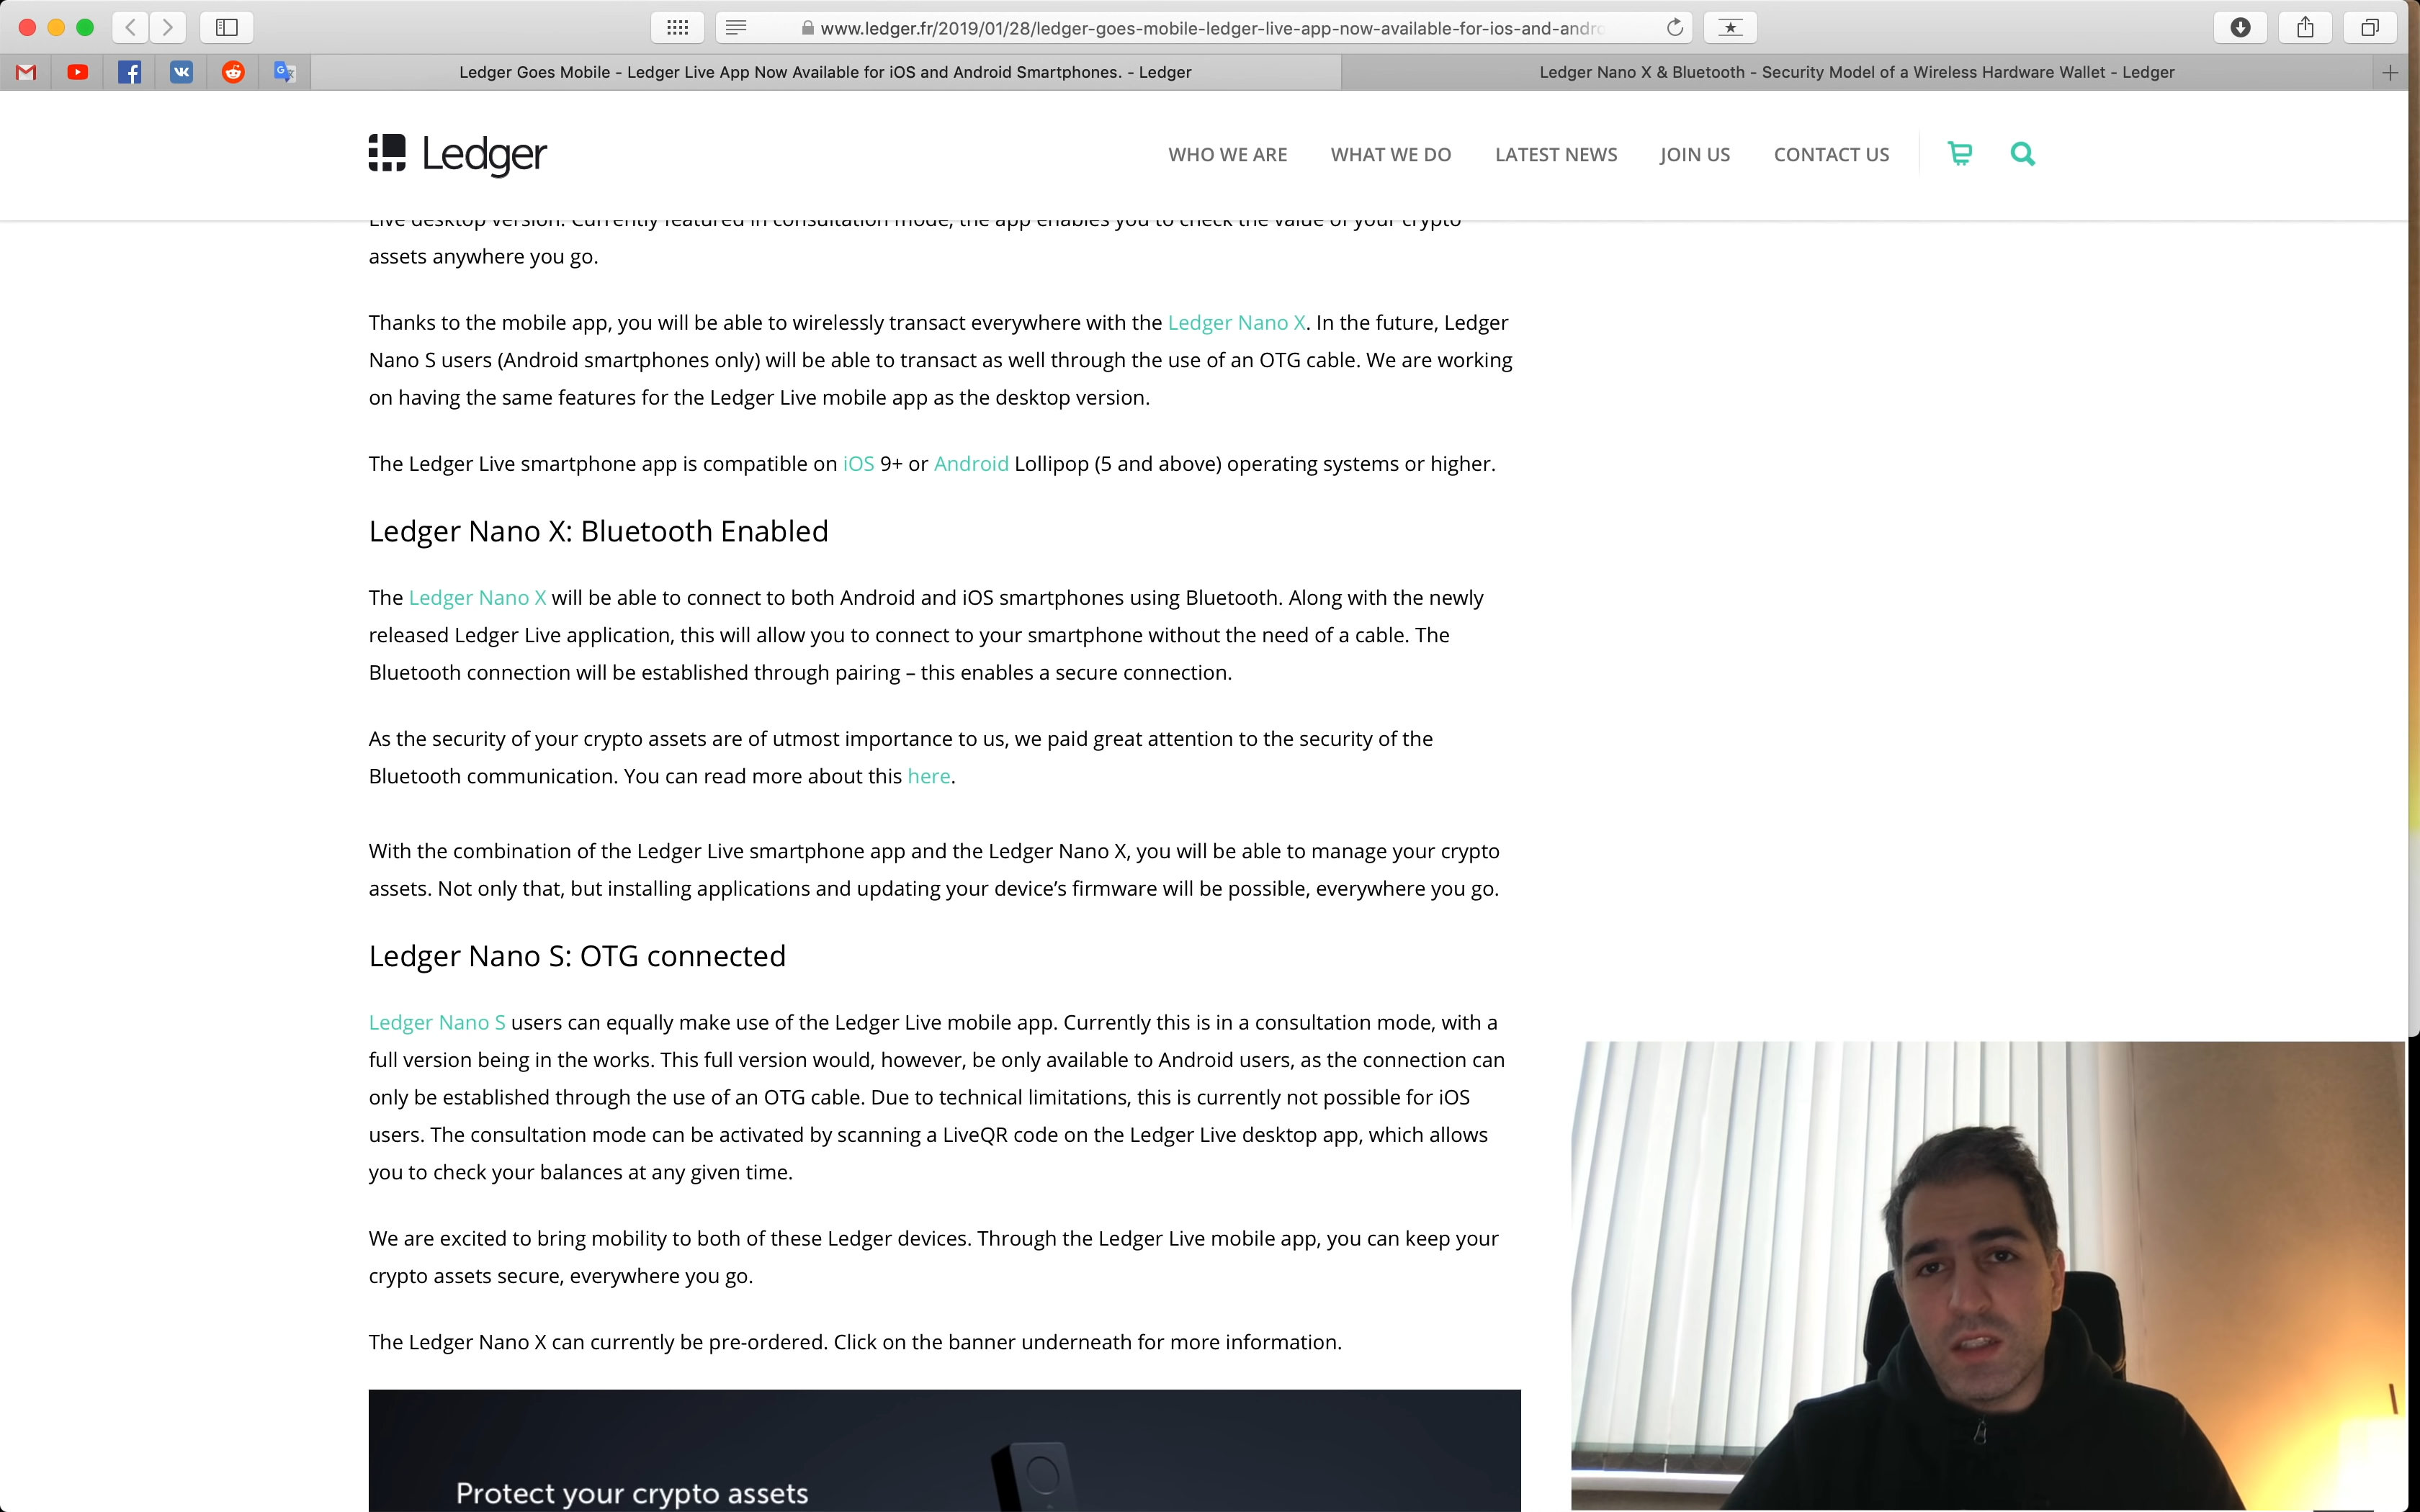 www.ledger.fr/2019/01/28/ledger-goes-mobile-ledger-live-app-now-available-for-ios-and-andro
Ledger Goes Mobile - Ledger Live App Now Available for iOS and Android Smartphones. - Ledger
Ledger Nano X & Bluetooth - Security Model of a Wireless Hardware Wallet - Ledger
Ledger
WHO WE ARE
WHAT WE DO
LATEST NEWS
JOIN US
CONTACT US
Live desktop version. Currently featured in consultation mode, the app enables you to check the value of your crypto
assets anywhere you go.
Thanks to the mobile app, you will be able to wirelessly transact everywhere with the Ledger Nano X. In the future, Ledger
Nano S users (Android smartphones only) will be able to transact as well through the use of an OTG cable. We are working
on having the same features for the Ledger Live mobile app as the desktop version.
The Ledger Live smartphone app is compatible on iOS 9+ or Android Lollipop (5 and above) operating systems or higher.
Ledger Nano X: Bluetooth Enabled
The Ledger Nano X will be able to connect to both Android and iOS smartphones using Bluetooth. Along with the newly
released Ledger Live application, this will allow you to connect to your smartphone without the need of a cable. The
Bluetooth connection will be established through pairing – this enables a secure connection.
As the security of your crypto assets are of utmost importance to us, we paid great attention to the security of the
Bluetooth communication. You can read more about this here.
With the combination of the Ledger Live smartphone app and the Ledger Nano X, you will be able to manage your crypto
assets. Not only that, but installing applications and updating your device’s firmware will be possible, everywhere you go.
Ledger Nano S: OTG connected
Ledger Nano S users can equally make use of the Ledger Live mobile app. Currently this is in a consultation mode, with a
full version being in the works. This full version would, however, be only available to Android users, as the connection can
only be established through the use of an OTG cable. Due to technical limitations, this is currently not possible for iOS
users. The consultation mode can be activated by scanning a LiveQR code on the Ledger Live desktop app, which allows
you to check your balances at any given time.
We are excited to bring mobility to both of these Ledger devices. Through the Ledger Live mobile app, you can keep your
crypto assets secure, everywhere you go.
The Ledger Nano X can currently be pre-ordered. Click on the banner underneath for more information.
Protect your crypto assets